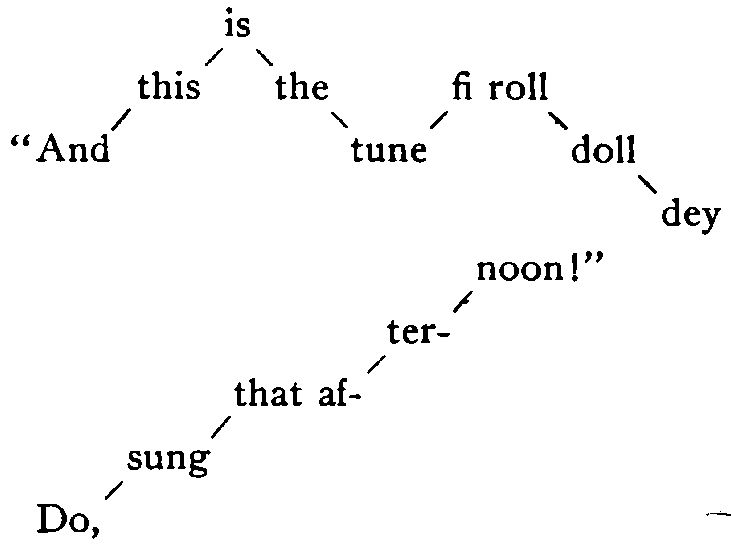 "And this is the tune fi roll doll dey
Do, sung that af-ter-noon!"